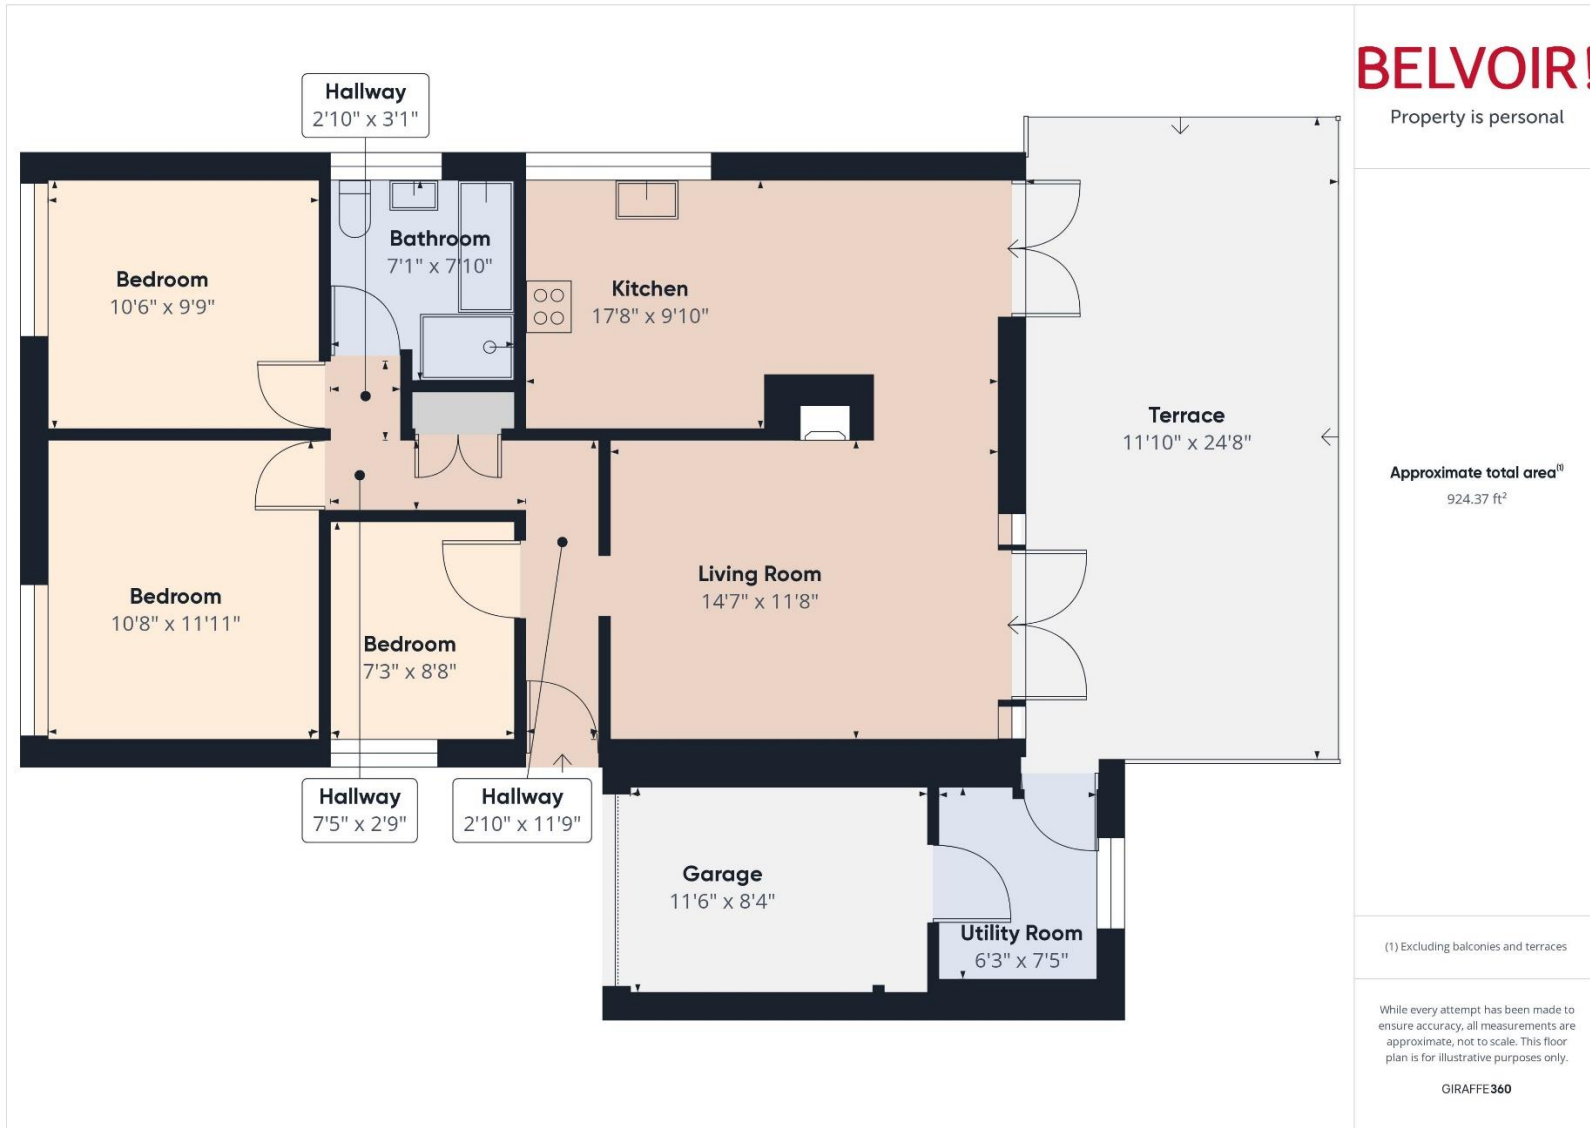 Hallway
2'10" x 3'1"
Bedroom
10'6" x 9'9"
Bathroom
7'1" x 7'10"
Kitchen
17'8" x 9'10"
Terrace
11'10" x 24'8"
Bedroom
10'8" x 11'11"
Bedroom
7'3" x 8'8"
Living Room
14'7" x 11'8"
Hallway
7'5" x 2'9"
Hallway
2'10" x 11'9"
Garage
11'6" x 8'4"
Utility Room
6'3" x 7'5"
BELVOIR!
Property is personal
Approximate total area(1)
924.37 ft²
(1) Excluding balconies and terraces
While every attempt has been made to
ensure accuracy, all measurements are
approximate, not to scale. This floor
plan is for illustrative purposes only.
GIRAFFE360